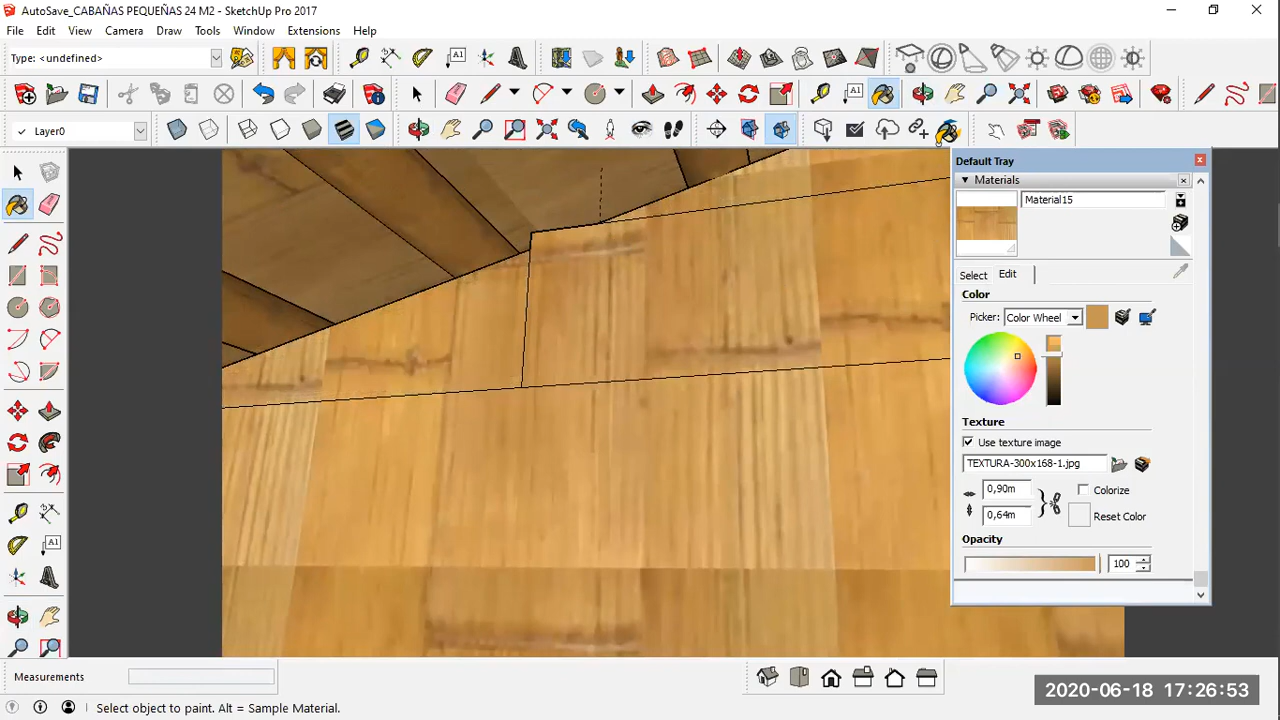 AutoSave_CABAÑAS PEQUEÑAS 24 M2 - SketchUp Pro 2017
File Edit View Camera Draw Tools Window Extensions Help
Type: <undefined>
A1
A1
Layer0
Default Tray
Materials
Material15
Select Edit
Color
Picker: Color Wheel
Texture
Use texture image
TEXTURA-300x168-1.jpg
0,90m
Colorize
0,64m
Reset Color
Opacity
100
A1
Measurements
2020-06-18 17:26:53
Select object to paint. Alt = Sample Material.